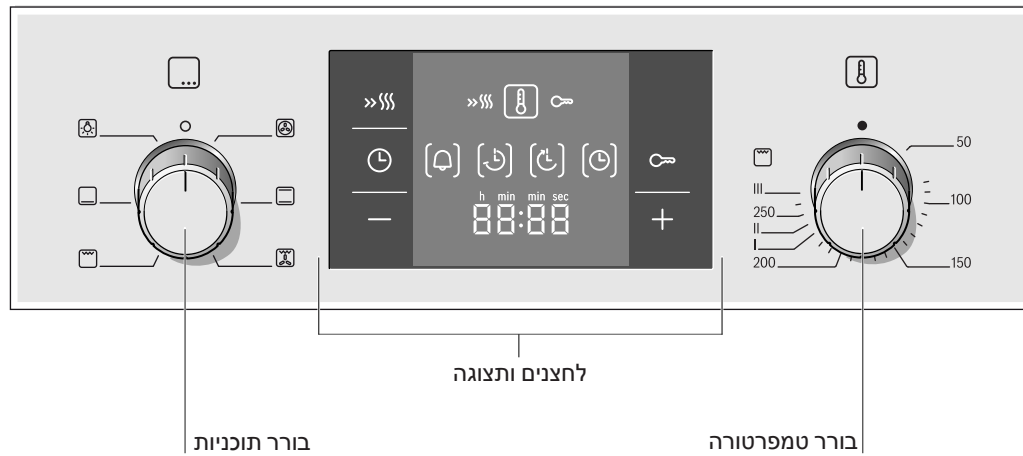 h min min sec
88:88
50
100
150
III
250
II
I
200
לחצנים ותצוגה
בורר תוכניות
בורר טמפרטורה